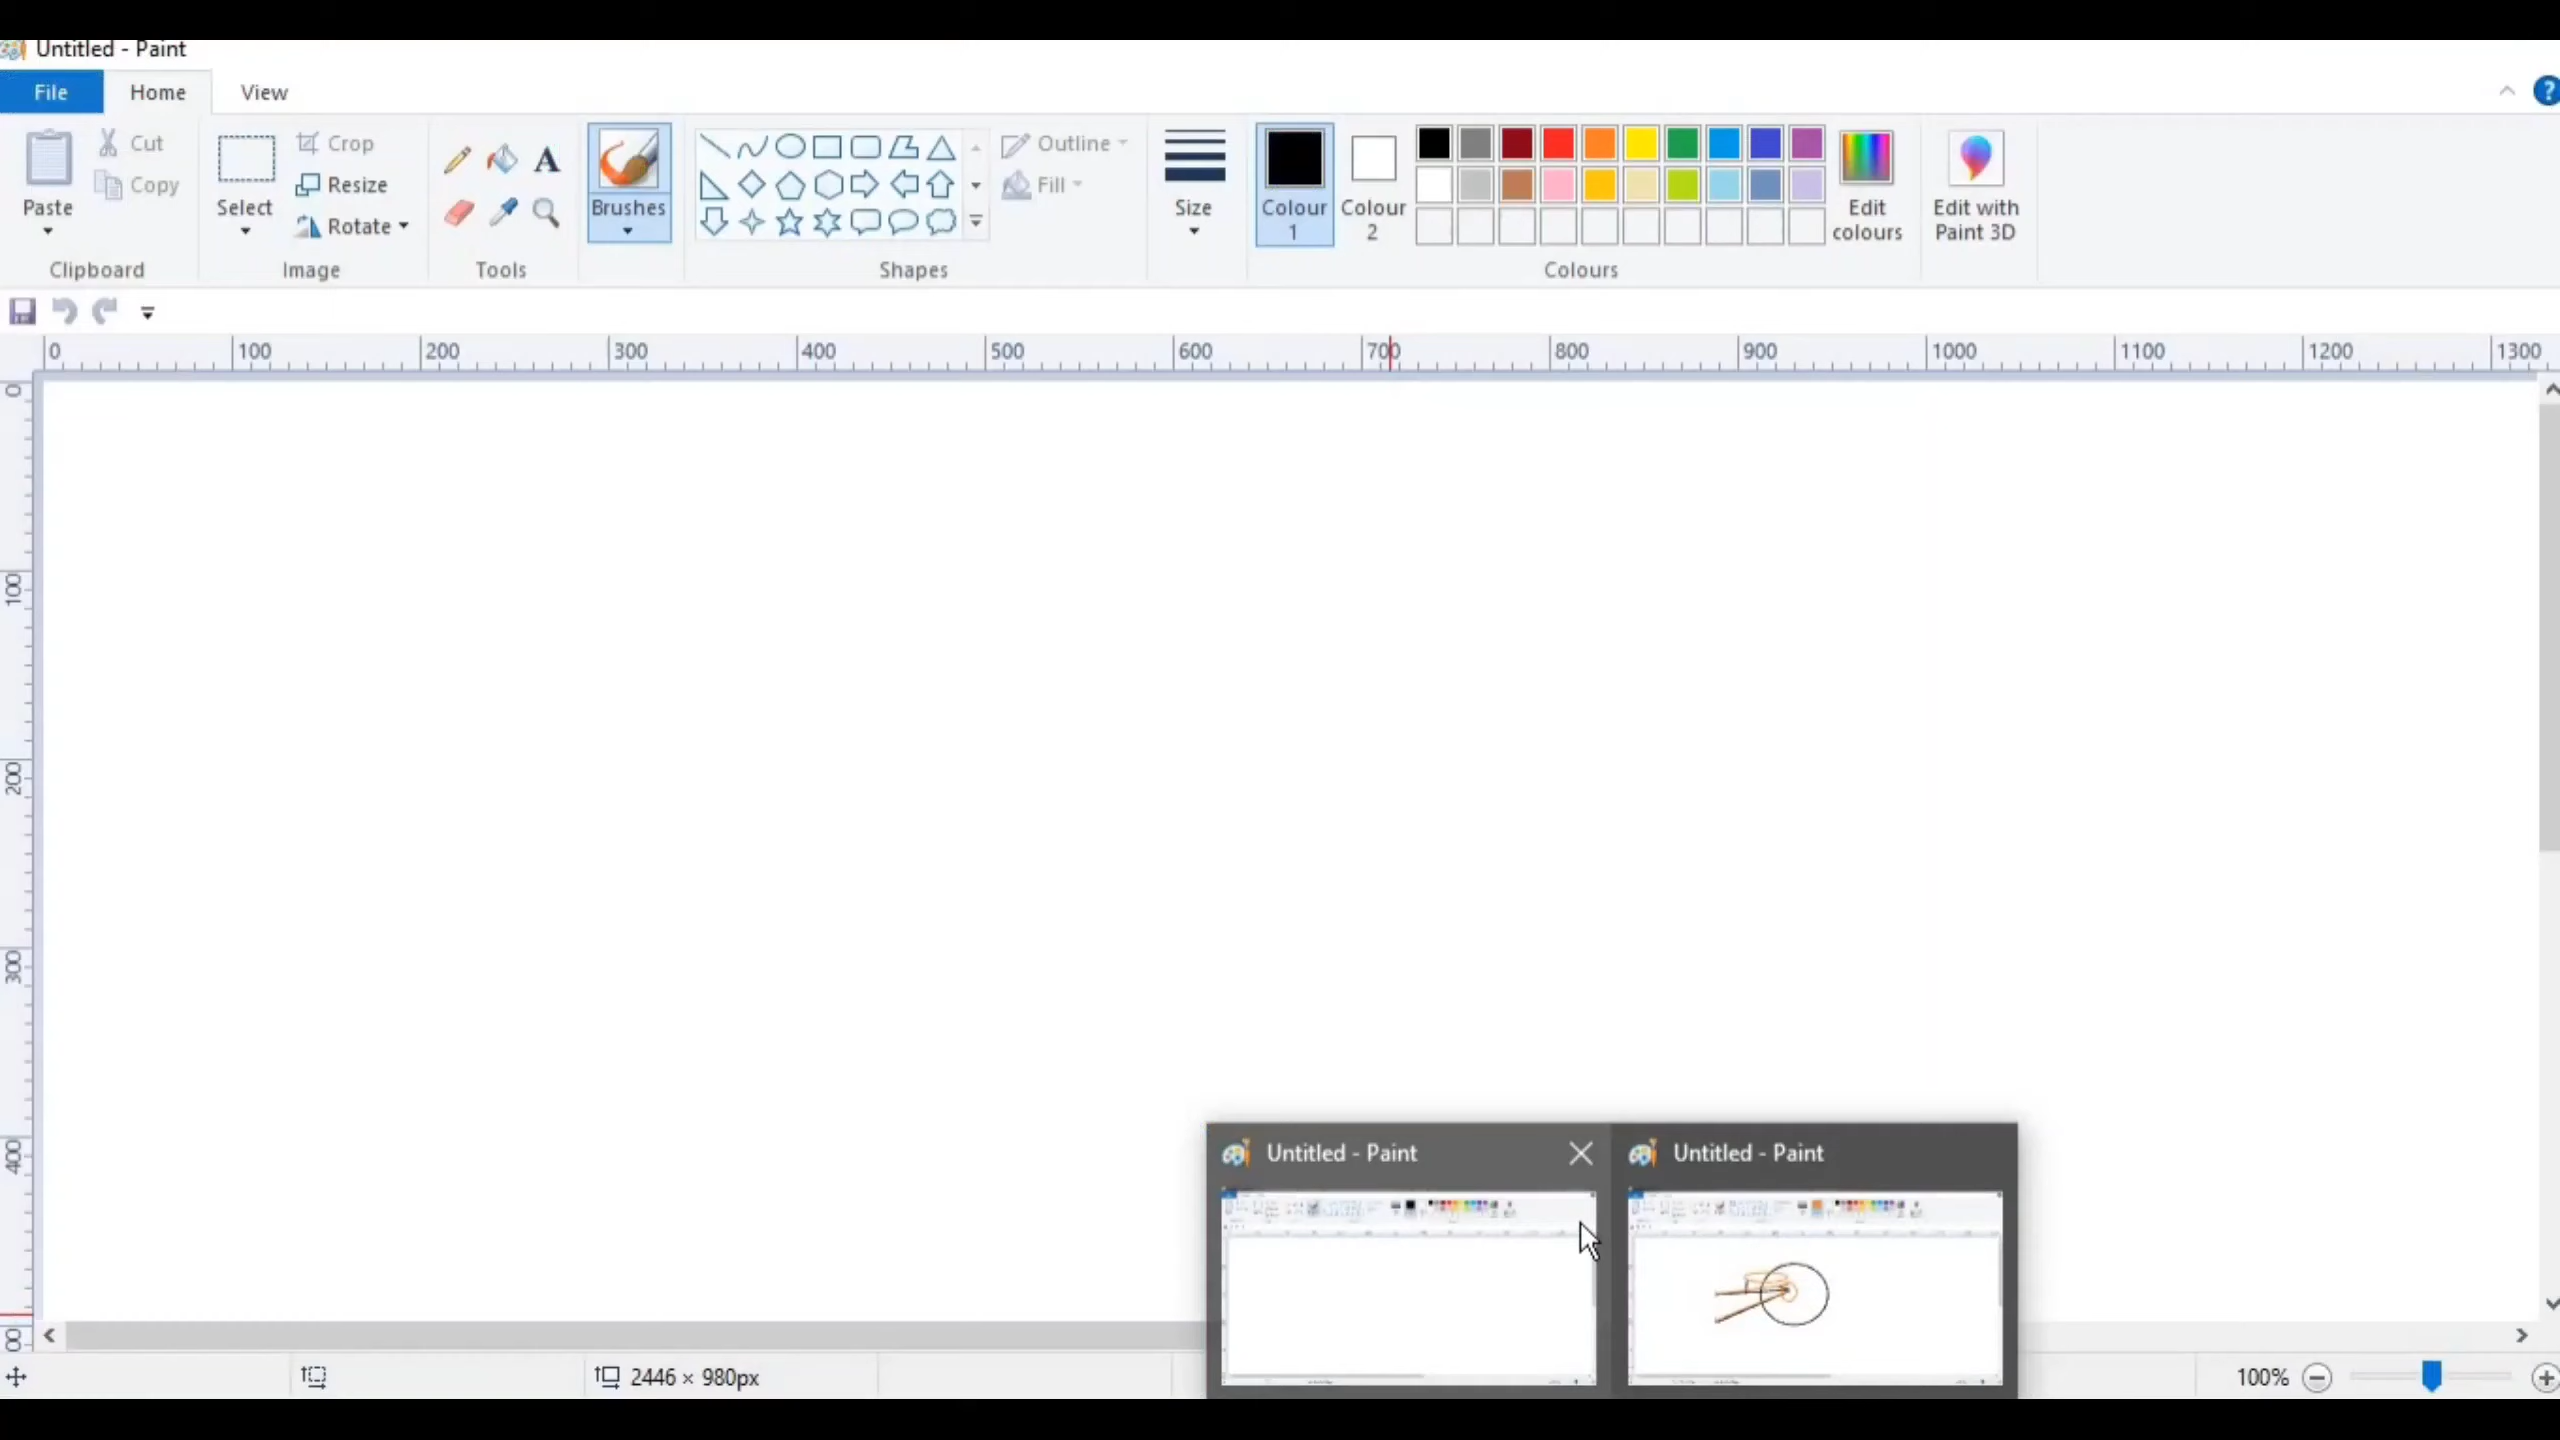 Untitled - Paint
File Home View ?
Cut Crop Outline
Copy Resize Fill
Paste Select Rotate Brushes Size Colour 1 Colour 2 Edit colours Edit with Paint 3D
Clipboard Image Tools Shapes Colours
0 100 200 300 400 500 600 700 800 900 1000 1100 1200 1300
0
100
200
300
400
Untitled - Paint Untitled - Paint
2446 × 980px 100%